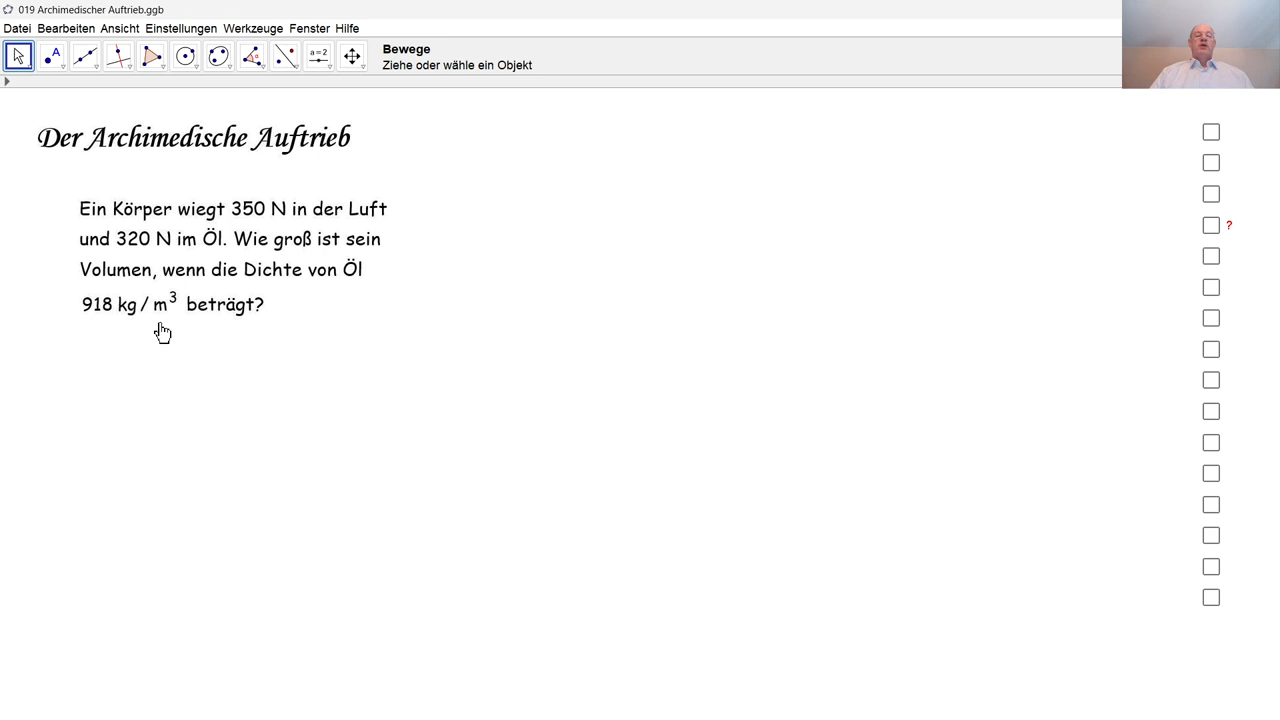 019 Archimedischer Auftrieb.ggb
Datei Bearbeiten Ansicht Einstellungen Werkzeuge Fenster Hilfe
A
a=2
Bewege
Ziehe oder wähle ein Objekt
Der Archimedische Auftrieb
Ein Körper wiegt 350 N in der Luft
und 320 N im Öl. Wie groß ist sein
Volumen, wenn die Dichte von Öl
918 kg / m³ beträgt?
?